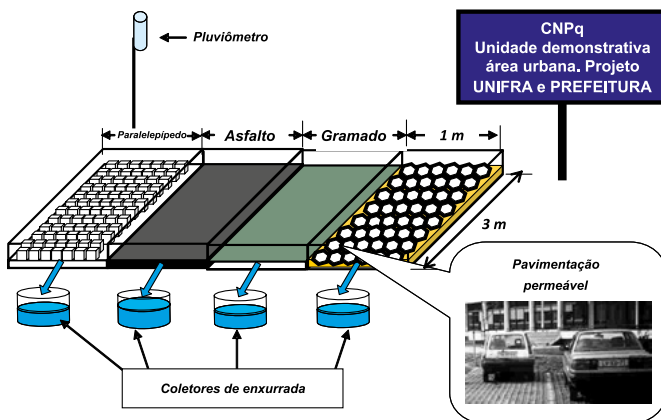 CNPq
Unidade demonstrativa
área urbana. Projeto
UNIFRA e PREFEITURA
Pluviômetro
Paralelepípedo
Asfalto
Gramado
1 m
3 m
Pavimentação
permeável
Coletores de enxurrada